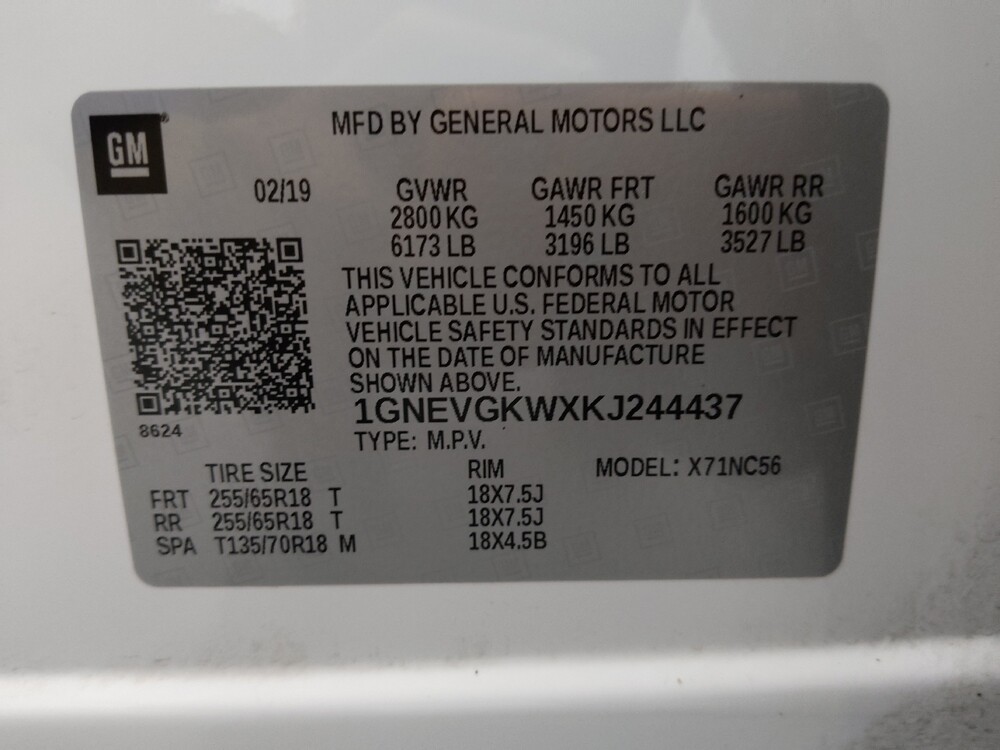 GM
MFD BY GENERAL MOTORS LLC
02/19 GVWR GAWR FRT GAWR RR
2800 KG 1450 KG 1600 KG
6173 LB 3196 LB 3527 LB
THIS VEHICLE CONFORMS TO ALL
APPLICABLE U.S. FEDERAL MOTOR
VEHICLE SAFETY STANDARDS IN EFFECT
ON THE DATE OF MANUFACTURE
SHOWN ABOVE.
1GNEVGKWXKJ244437
8624
TYPE: M.P.V.
TIRE SIZE RIM MODEL: X71NC56
FRT 255/65R18 T 18X7.5J
RR 255/65R18 T 18X7.5J
SPA T135/70R18 M 18X4.5B